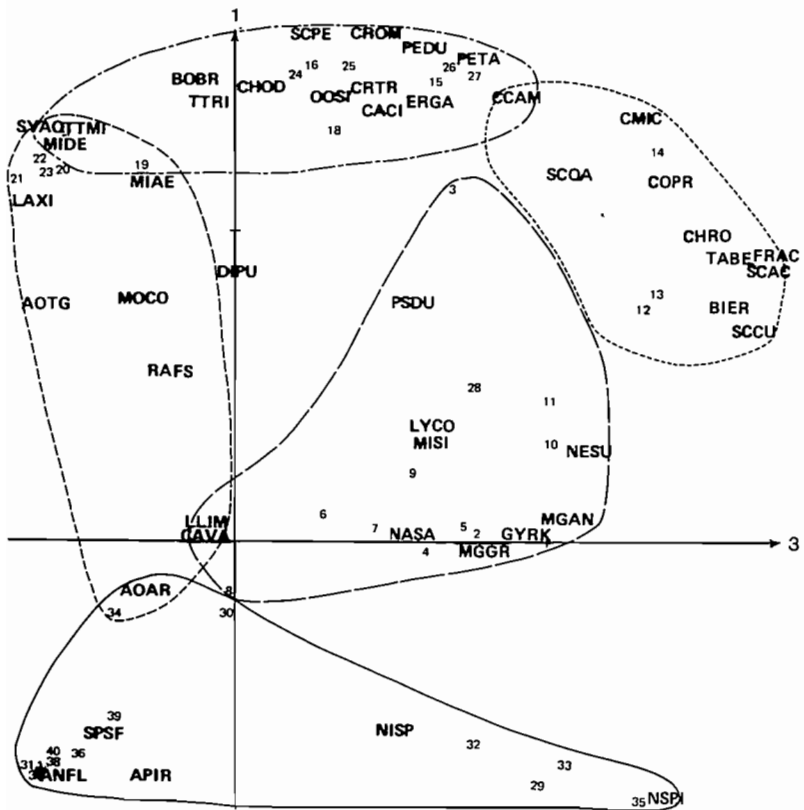 1
SCPE CROM
PEDU
PETA
16 25 26
BOBR 24 27
CHOD CRTR 15
OOSI CCAM
TTRI ERGA
CACI
CMIC
18
MIDE
14
22 19
21 23 20 SCOA COPR
MIAE
3
LAXI
CHRO
TABE FRAC
DIPU SCAC
MOCO 13
AOTG PSDU 12 BIER
SCCU
RAFS
28
11
LYCO
MISI 10 NESU
9
6
LLIM MGAN
7 5
CAVA NASA 2 GYRK
4 MGGR 3
8
AOAR
34 30
39
SPSF NISP
32
40 36
31 38 33
ANFL APIR
29
35 NSPI